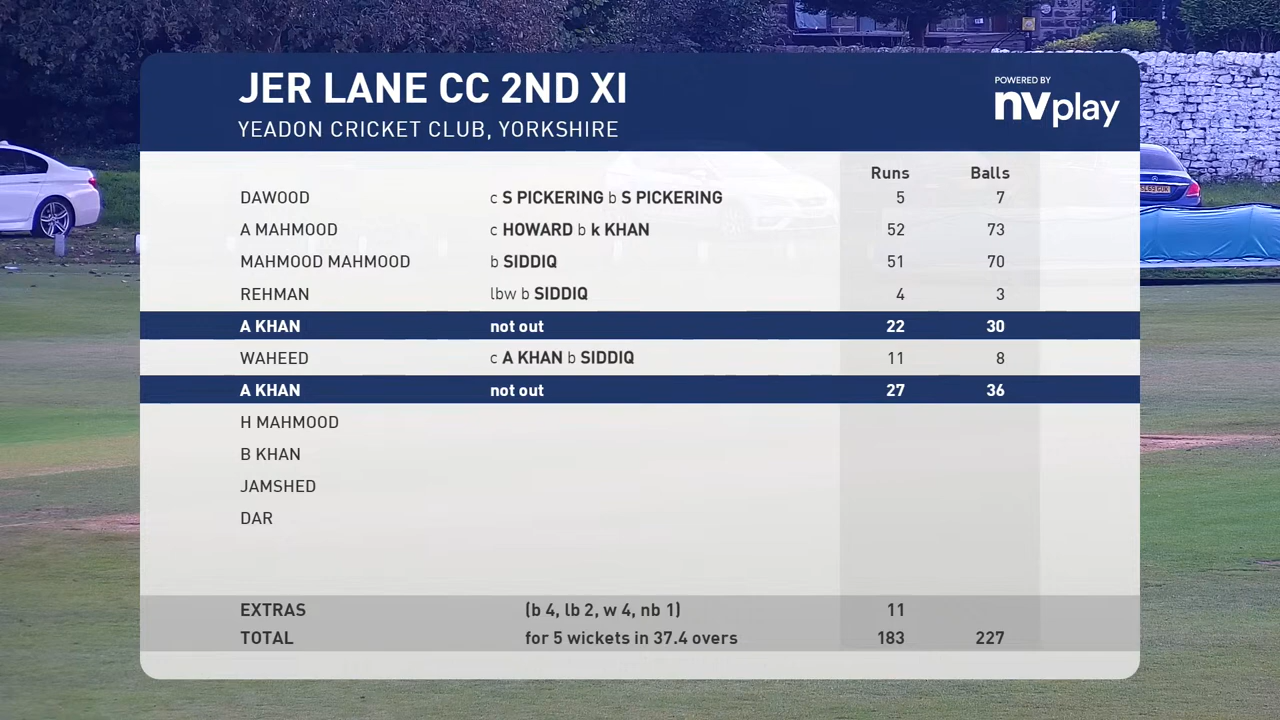 JER LANE CC 2ND XI
YEADON CRICKET CLUB, YORKSHIRE
POWERED BY
nvplay
Runs Balls
DAWOOD c S PICKERING b S PICKERING 5 7
A MAHMOOD c HOWARD b k KHAN 52 73
MAHMOOD MAHMOOD b SIDDIQ 51 70
REHMAN lbw b SIDDIQ 4 3
A KHAN not out 22 30
WAHEED c A KHAN b SIDDIQ 11 8
A KHAN not out 27 36
H MAHMOOD
B KHAN
JAMSHED
DAR
EXTRAS (b 4, lb 2, w 4, nb 1) 11
TOTAL for 5 wickets in 37.4 overs 183 227